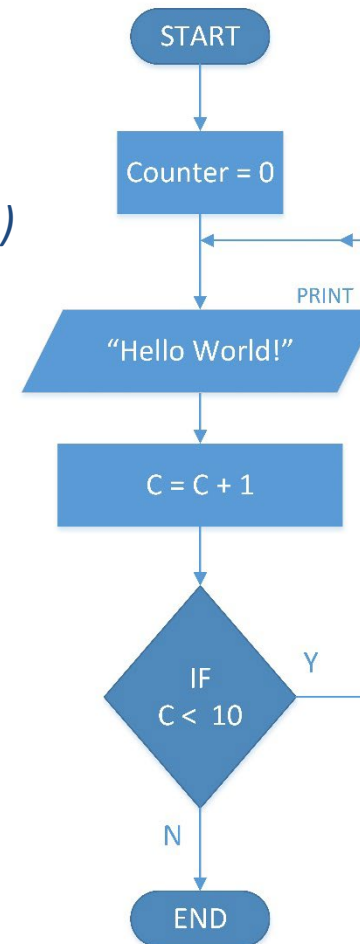 START
Counter = 0
)
PRINT
“Hello World!”
C = C + 1
IF
C < 10
Y
N
END